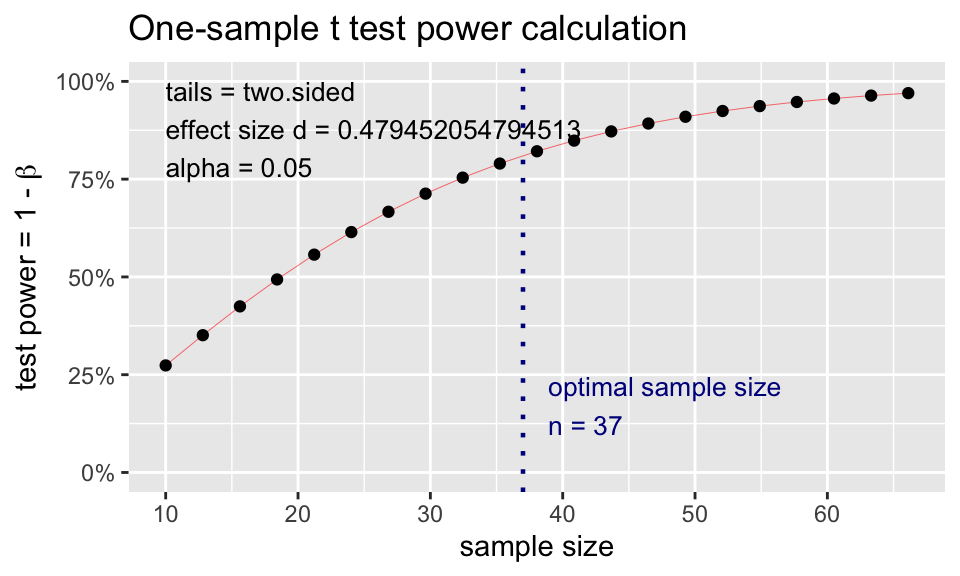 One-sample t test power calculation
100%
75%
50%
25%
0%
test power = 1 - β
tails = two.sided
effect size d = 0.479452054794513
alpha = 0.05
optimal sample size
n = 37
10 20 30 40 50 60
sample size